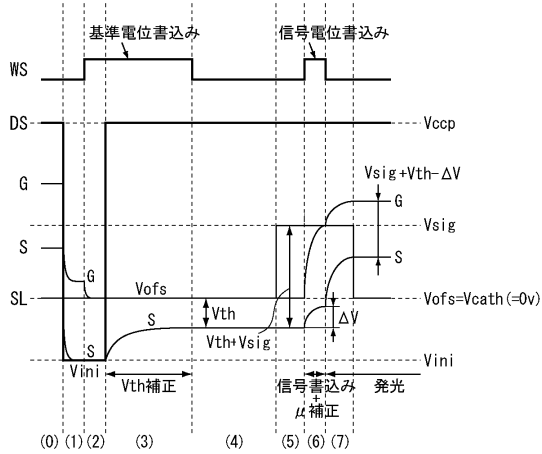 基準電位書込み
信号電位書込み
WS
DS
Vccp
G
Vsig+Vth-ΔV
G
Vsig
S
S
G
SL
Vofs
Vofs=Vcath(=0v)
Vth
S
ΔV
Vth+Vsig
S
Vini
Vini
Vth補正
信号書込み
+
μ補正
発光
(0) (1) (2) (3) (4) (5) (6) (7)